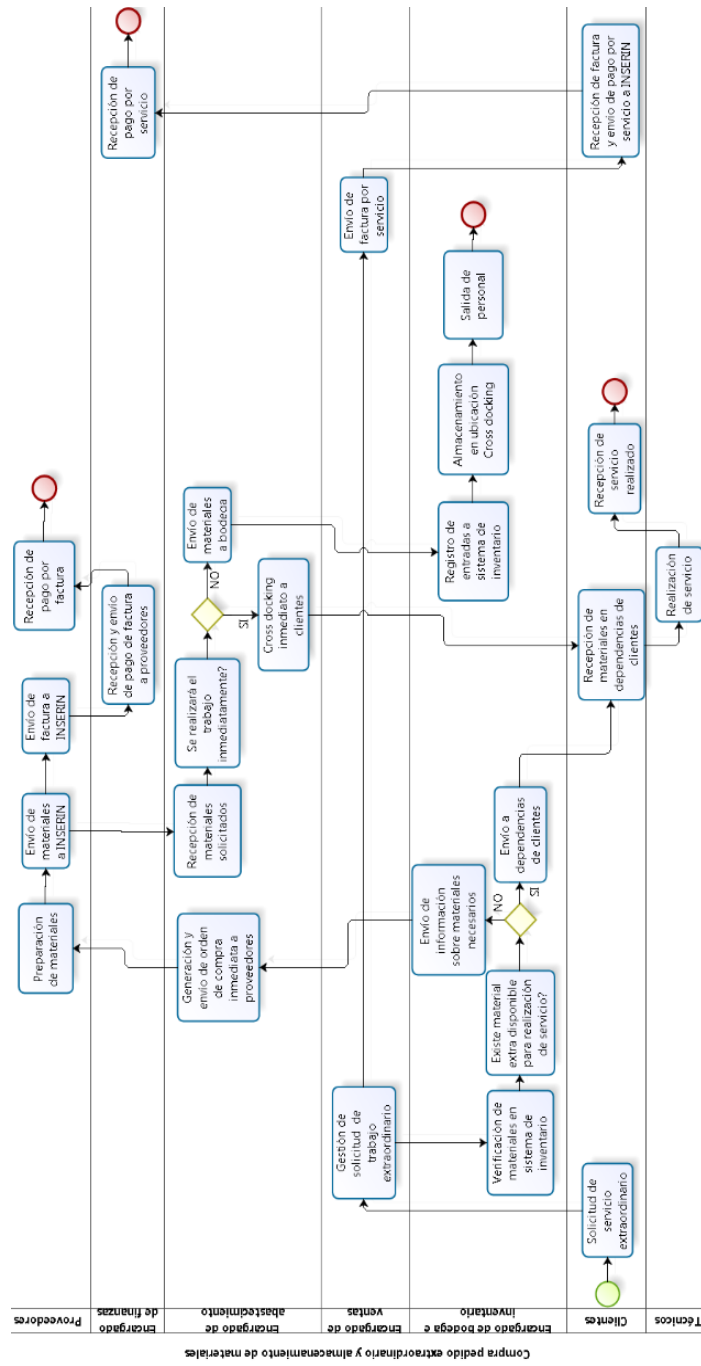 Compra pedido extraordinario y almacenamiento de materiales
Proveedores
Preparación
de materiales
Envío de
materiales
a INSERIN
Envío de
factura a
INSERIN
Recepción de
pago por
factura
Encargado
de finanzas
Recepción y envío
de pago de factura
a proveedores
Recepción de
pago por
servicio
Encargado de
abastecimiento
Generación y
envío de orden
de compra
inmediata a
proveedores
Recepción de
materiales
solicitados
Se realizará el
trabajo
inmediatamente?
NO
SI
Envío de
materiales
a bodega
Cross docking
inmediato a
clientes
Encargado de
ventas
Gestión de
solicitud de
trabajo
extraordinario
Envío de
factura por
servicio
Encargado de bodega e
inventario
Verificación de
materiales en
sistema de
inventario
Existe material
extra disponible
para realización
de servicio?
NO
SI
Envío de
información
sobre materiales
necesarios
Envío a
dependencias
de clientes
Registro de
entradas a
sistema de
inventario
Almacenamiento
en ubicación
Cross docking
Salida de
personal
Clientes
Solicitud de
servicio
extraordinario
Recepción de
materiales en
dependencias de
clientes
Recepción de
servicio
realizado
Recepción de factura
y envío de pago por
servicio a INSERIN
Técnicos
Realización
de servicio